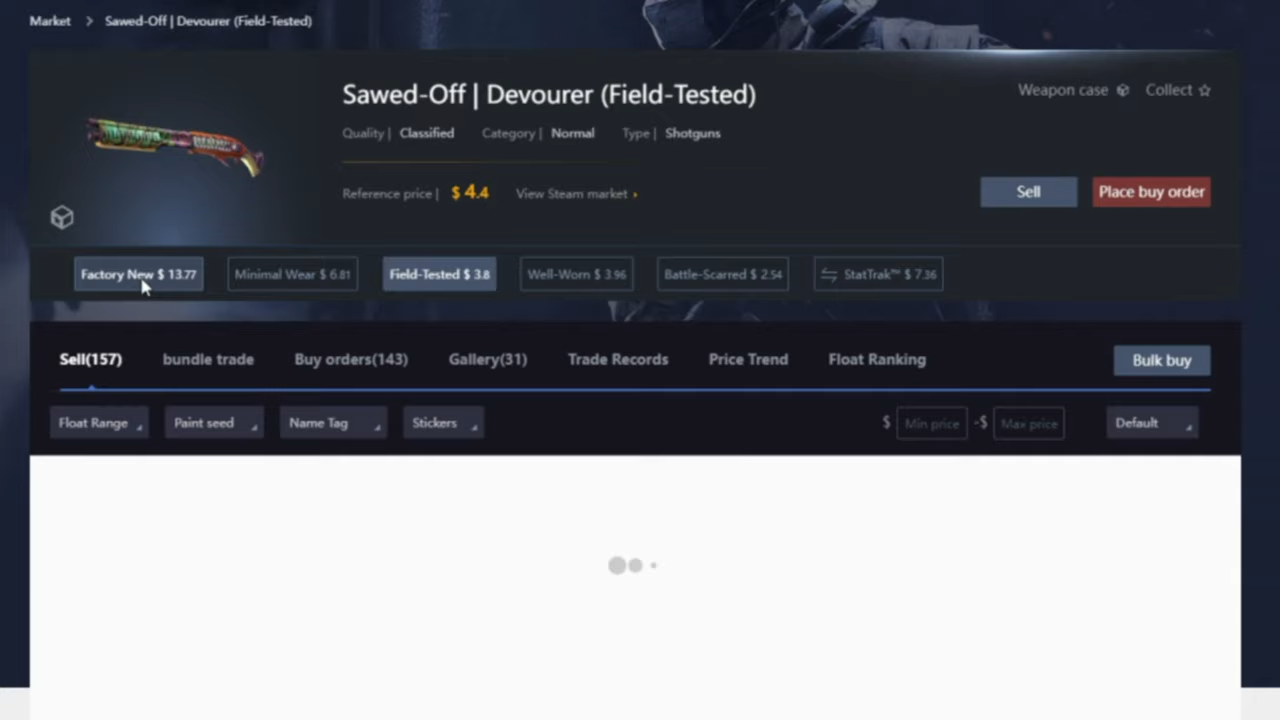 Market > Sawed-Off | Devourer (Field-Tested)
Sawed-Off | Devourer (Field-Tested)
Weapon case Collect
Quality | Classified Category | Normal Type | Shotguns
Reference price | $ 4.4 View Steam market
Sell Place buy order
Factory New $ 13.77 Minimal Wear $ 6.81 Field-Tested $ 3.8 Well-Worn $ 3.96 Battle-Scarred $ 2.54 StatTrak™ $ 7.36
Sell(157) bundle trade Buy orders(143) Gallery(31) Trade Records Price Trend Float Ranking Bulk buy
Float Range Paint seed Name Tag Stickers $ Min price -$ Max price Default